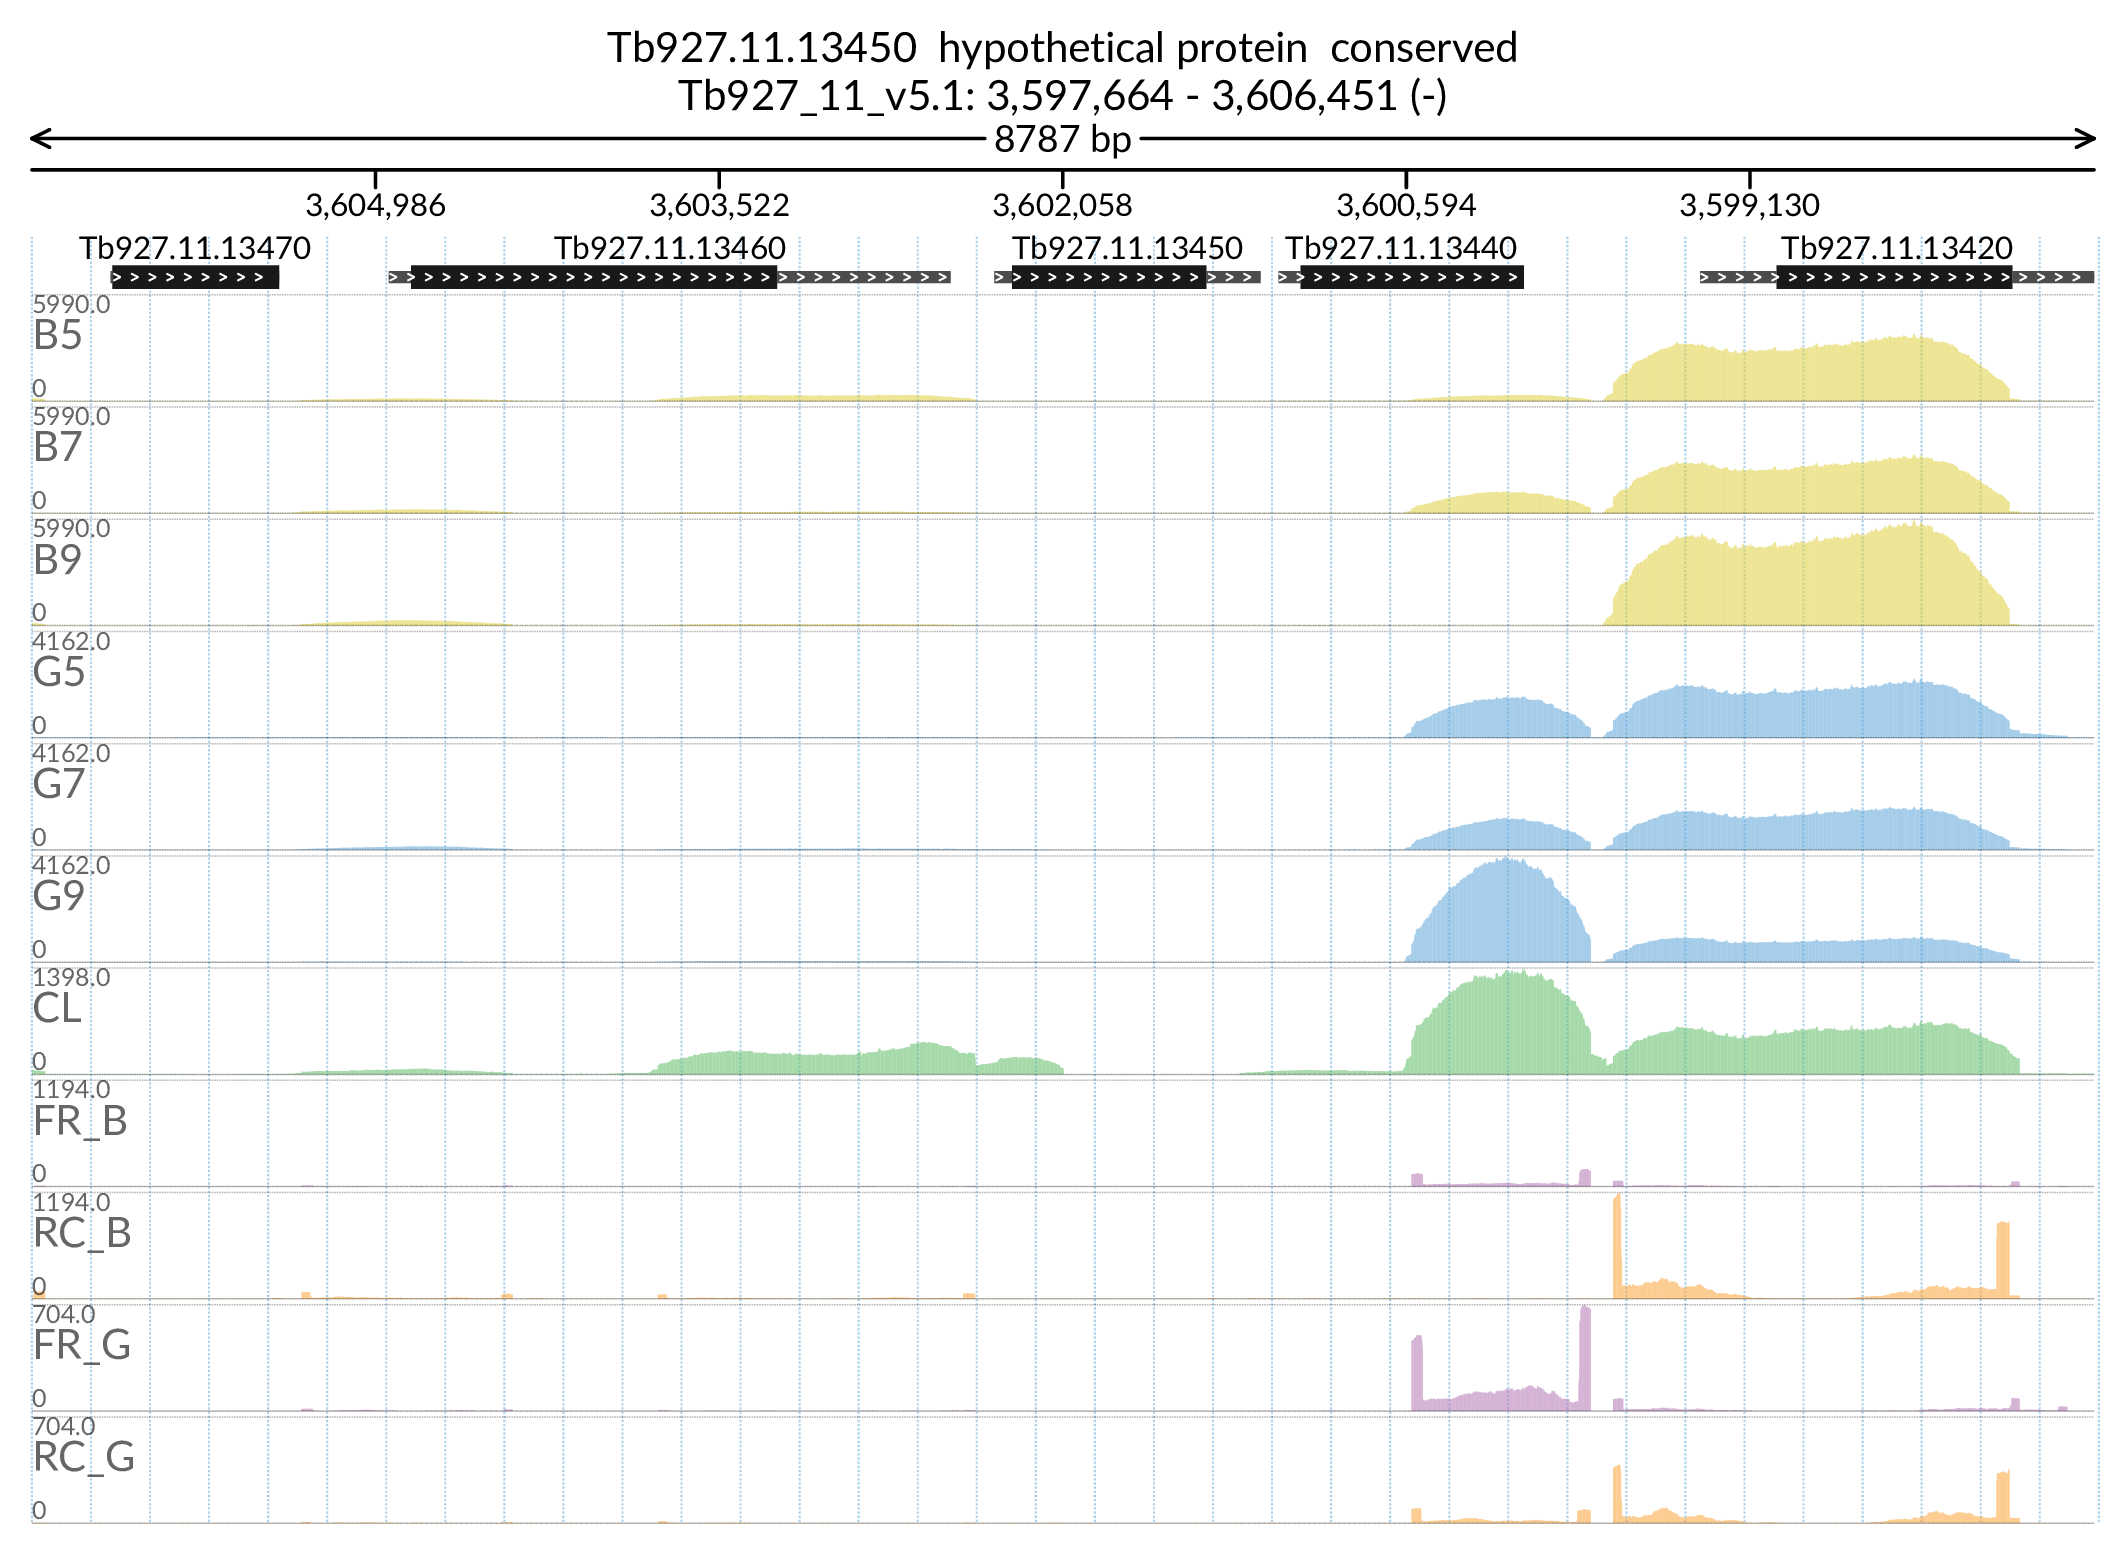 Tb927.11.13450 hypothetical protein conserved
Tb927_11_v5.1: 3,597,664 - 3,606,451 (-)
8787 bp
3,604,986 3,603,522 3,602,058 3,600,594 3,599,130
Tb927.11.13470 Tb927.11.13460 Tb927.11.13450 Tb927.11.13440 Tb927.11.13420
5990.0
B5
0
5990.0
B7
0
5990.0
B9
0
4162.0
G5
0
4162.0
G7
0
4162.0
G9
0
1398.0
CL
0
1194.0
FR_B
0
1194.0
RC_B
0
704.0
FR_G
0
704.0
RC_G
0